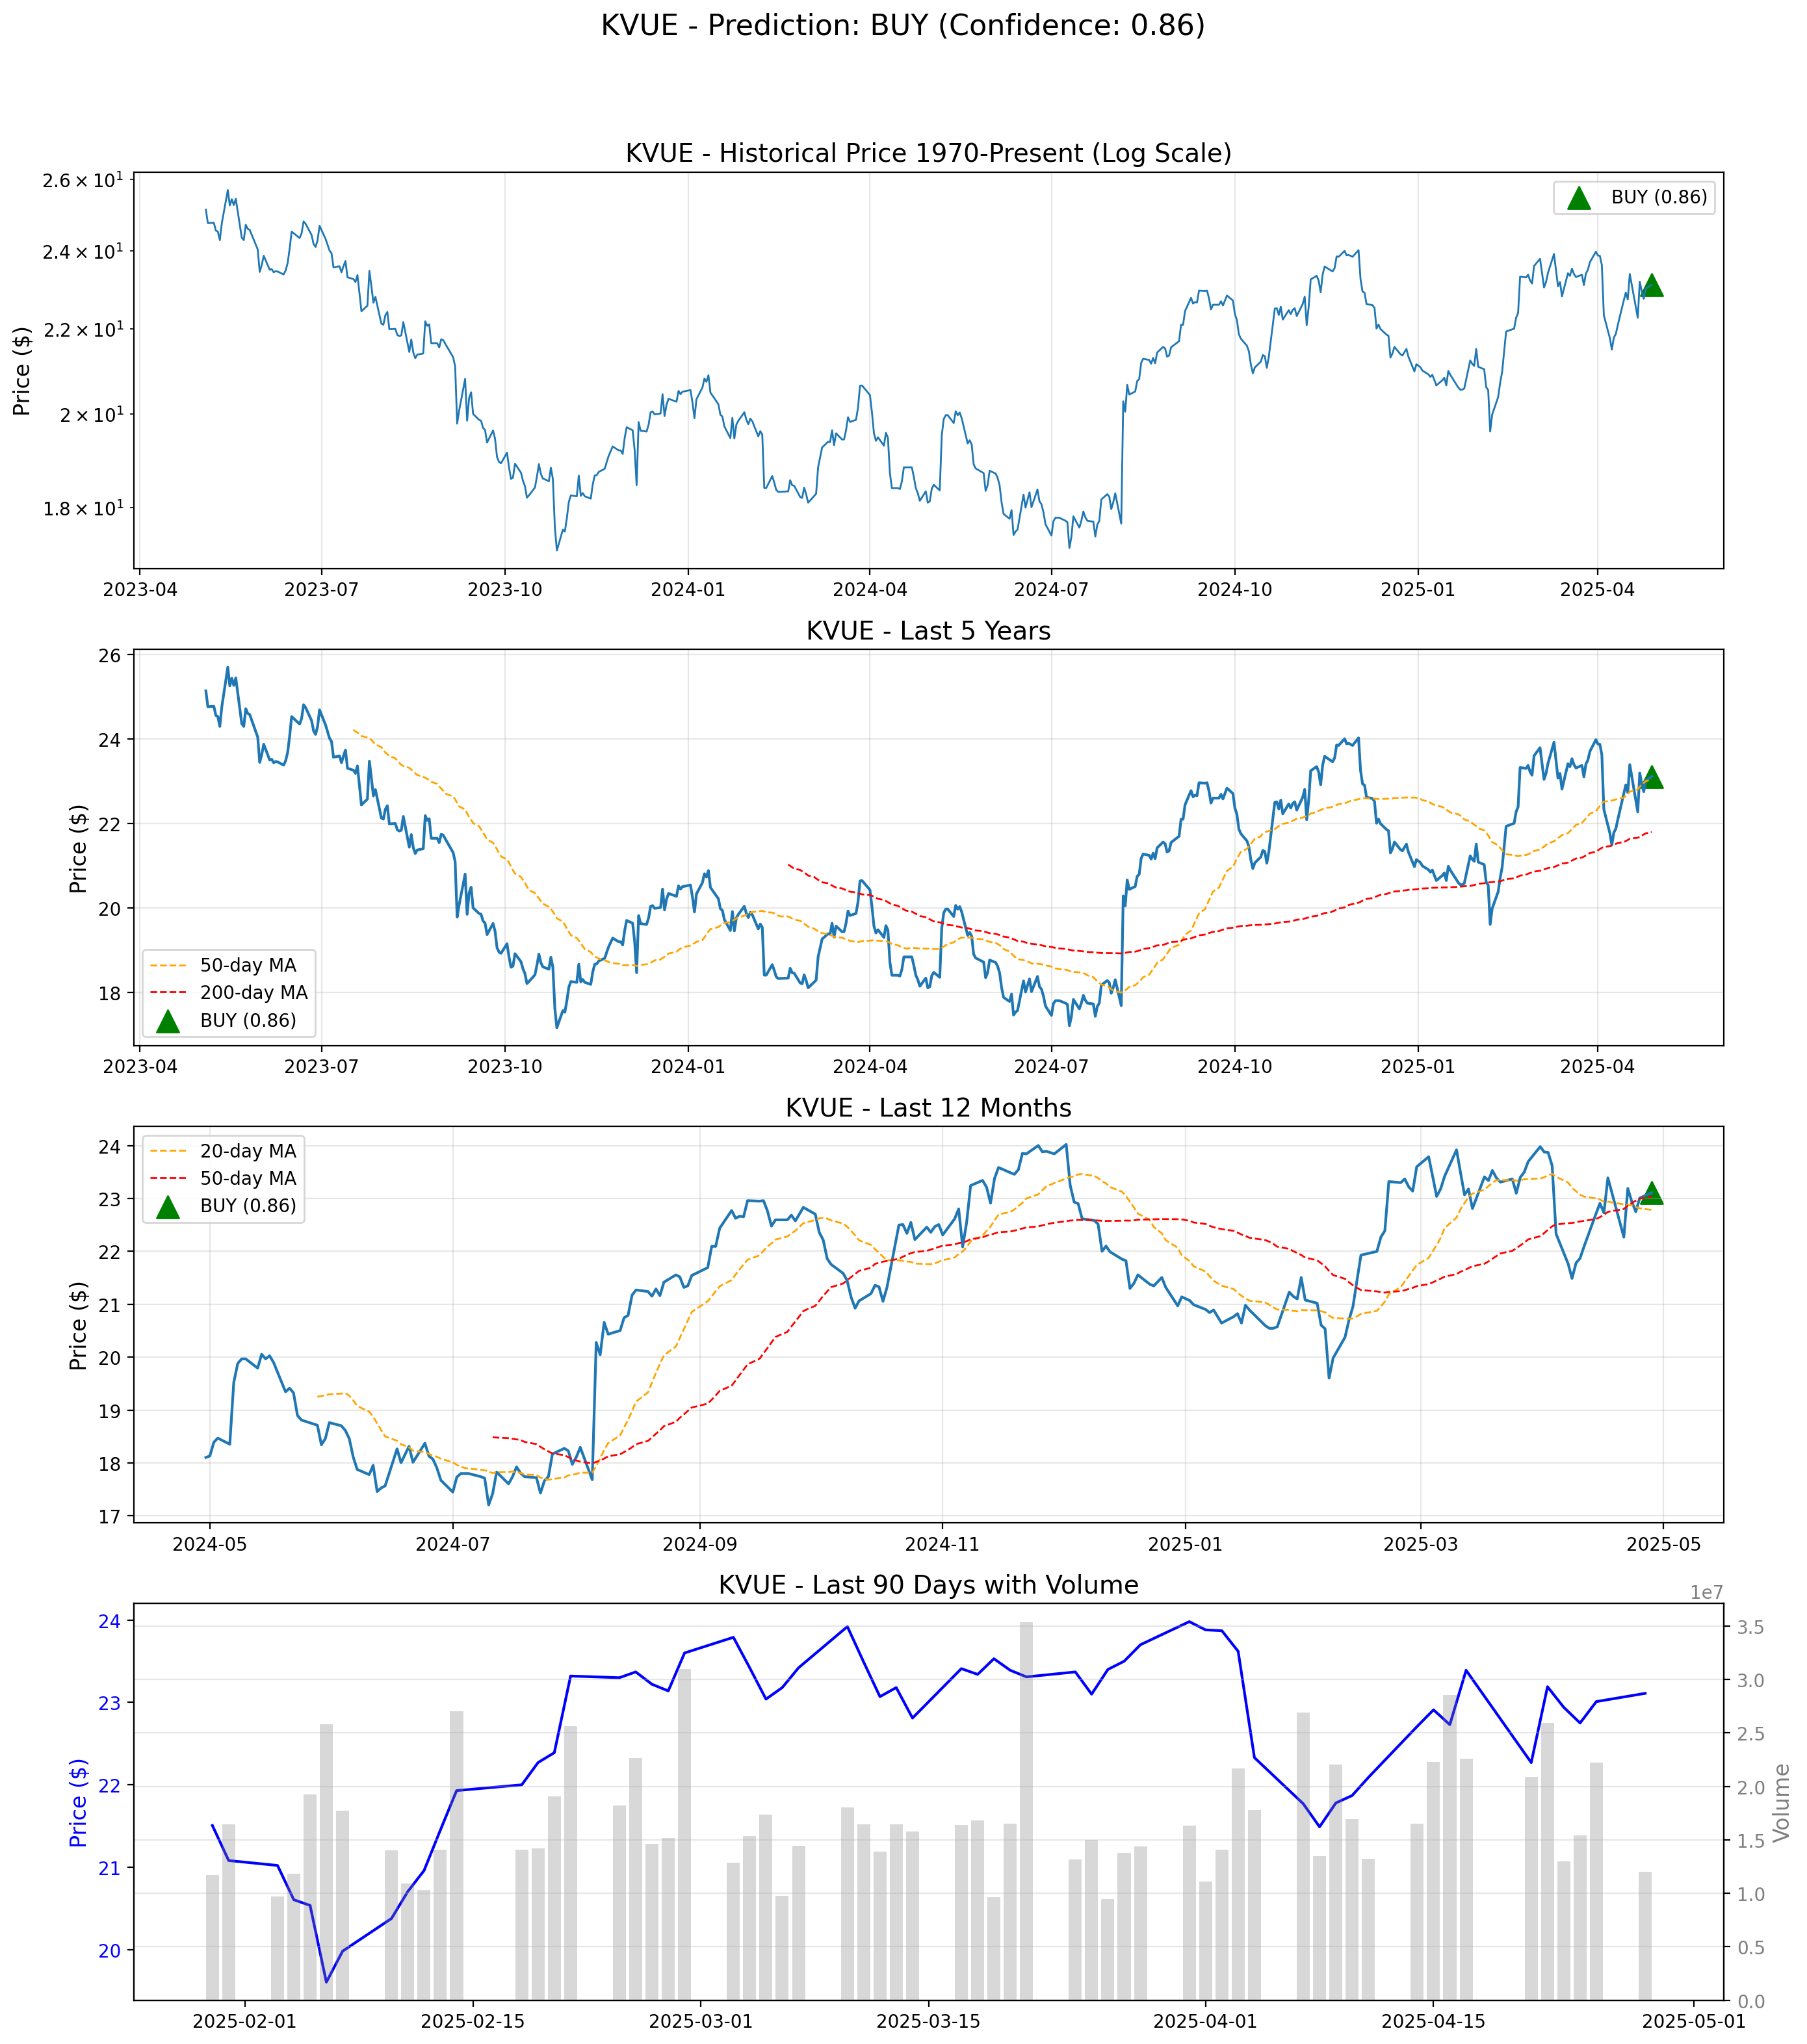 KVUE - Prediction: BUY (Confidence: 0.86)
KVUE - Historical Price 1970-Present (Log Scale)
Price ($)
2.6 × 10¹
2.4 × 10¹
2.2 × 10¹
2 × 10¹
1.8 × 10¹
BUY (0.86)
2023-04 2023-07 2023-10 2024-01 2024-04 2024-07 2024-10 2025-01 2025-04
KVUE - Last 5 Years
Price ($)
26
24
22
20
18
50-day MA
200-day MA
BUY (0.86)
2023-04 2023-07 2023-10 2024-01 2024-04 2024-07 2024-10 2025-01 2025-04
KVUE - Last 12 Months
Price ($)
24
23
22
21
20
19
18
17
20-day MA
50-day MA
BUY (0.86)
2024-05 2024-07 2024-09 2024-11 2025-01 2025-03 2025-05
KVUE - Last 90 Days with Volume
Price ($)
24
23
22
21
20
1e7
3.5
3.0
2.5
2.0
1.5
1.0
0.5
0.0
Volume
2025-02-01 2025-02-15 2025-03-01 2025-03-15 2025-04-01 2025-04-15 2025-05-01